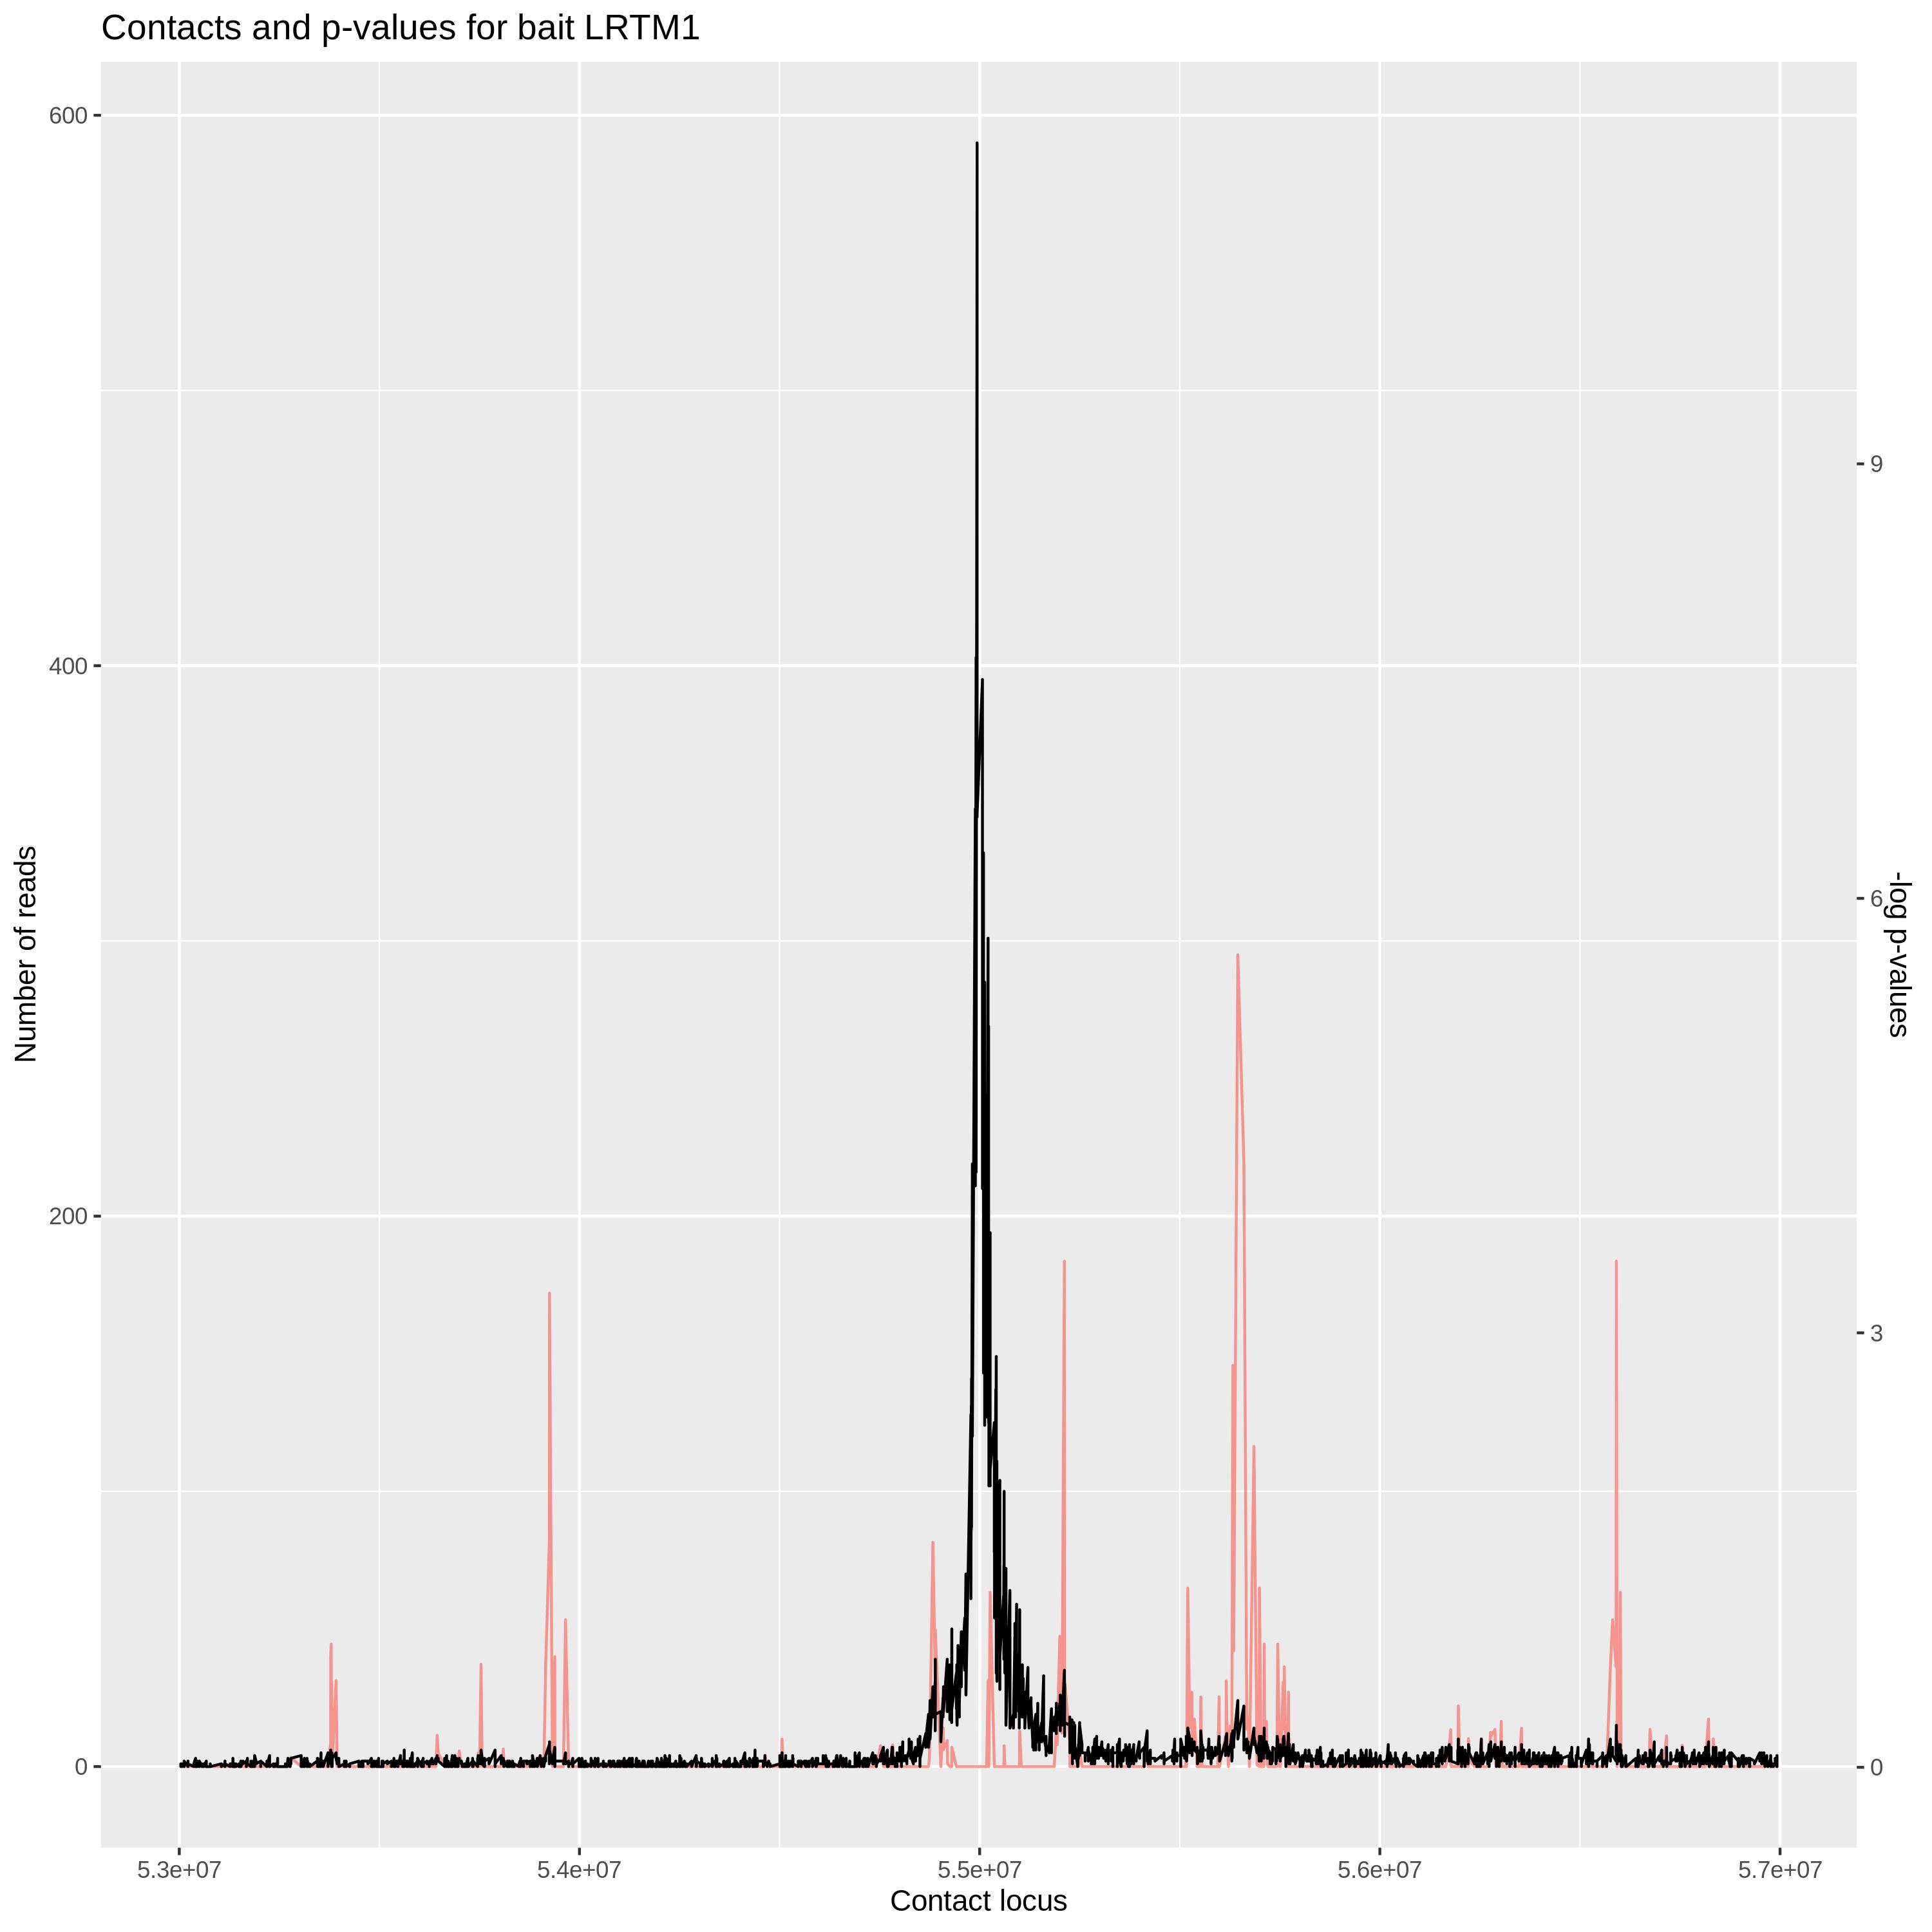 Contacts and p-values for bait LRTM1
600
400
200
0
Number of reads
9
6
3
0
-log p-values
5.3e+07
5.4e+07
5.5e+07
5.6e+07
5.7e+07
Contact locus